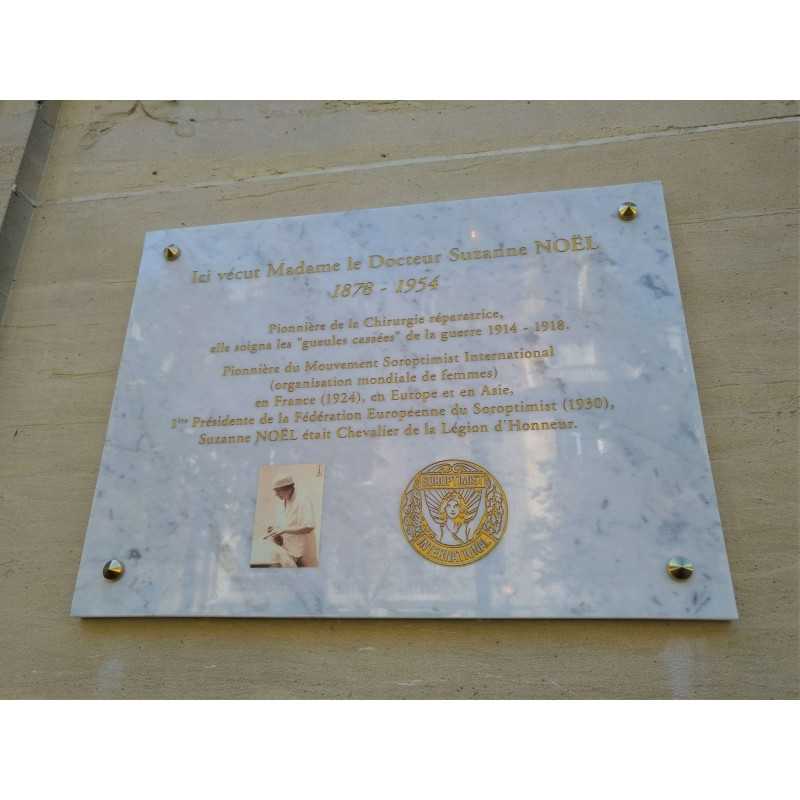 Ici vécut Madame le Docteur Suzanne NOËL
1878 - 1954
Pionnière de la Chirurgie réparatrice,
elle soigna les "gueules cassées" de la guerre 1914 - 1918.
Pionnière du Mouvement Soroptimist International
(organisation mondiale de femmes)
en France (1924), en Europe et en Asie,
1ère Présidente de la Fédération Européenne du Soroptimist (1930),
Suzanne NOËL était Chevalier de la Légion d'Honneur.
SOROPTIMIST
INTERNATIONAL